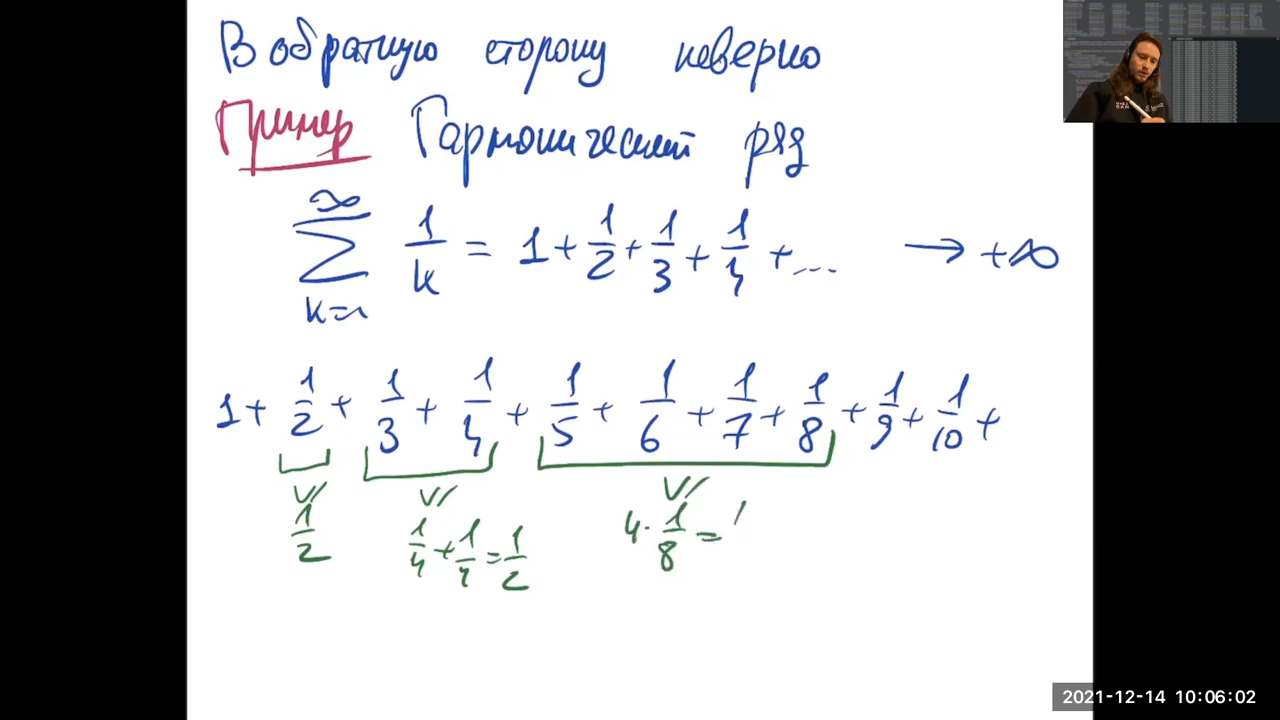 В обратную сторону неверно
Пример Гармонический ряд
∞
∑ 1/k = 1 + 1/2 + 1/3 + 1/4 + ... → +∞
k=1
1 + 1/2 + 1/3 + 1/4 + 1/5 + 1/6 + 1/7 + 1/8 + 1/9 + 1/10 +
V/ V/ V/
1/2 1/4 + 1/4 = 1/2 4 · 1/8 =
2021-12-14 10:06:02